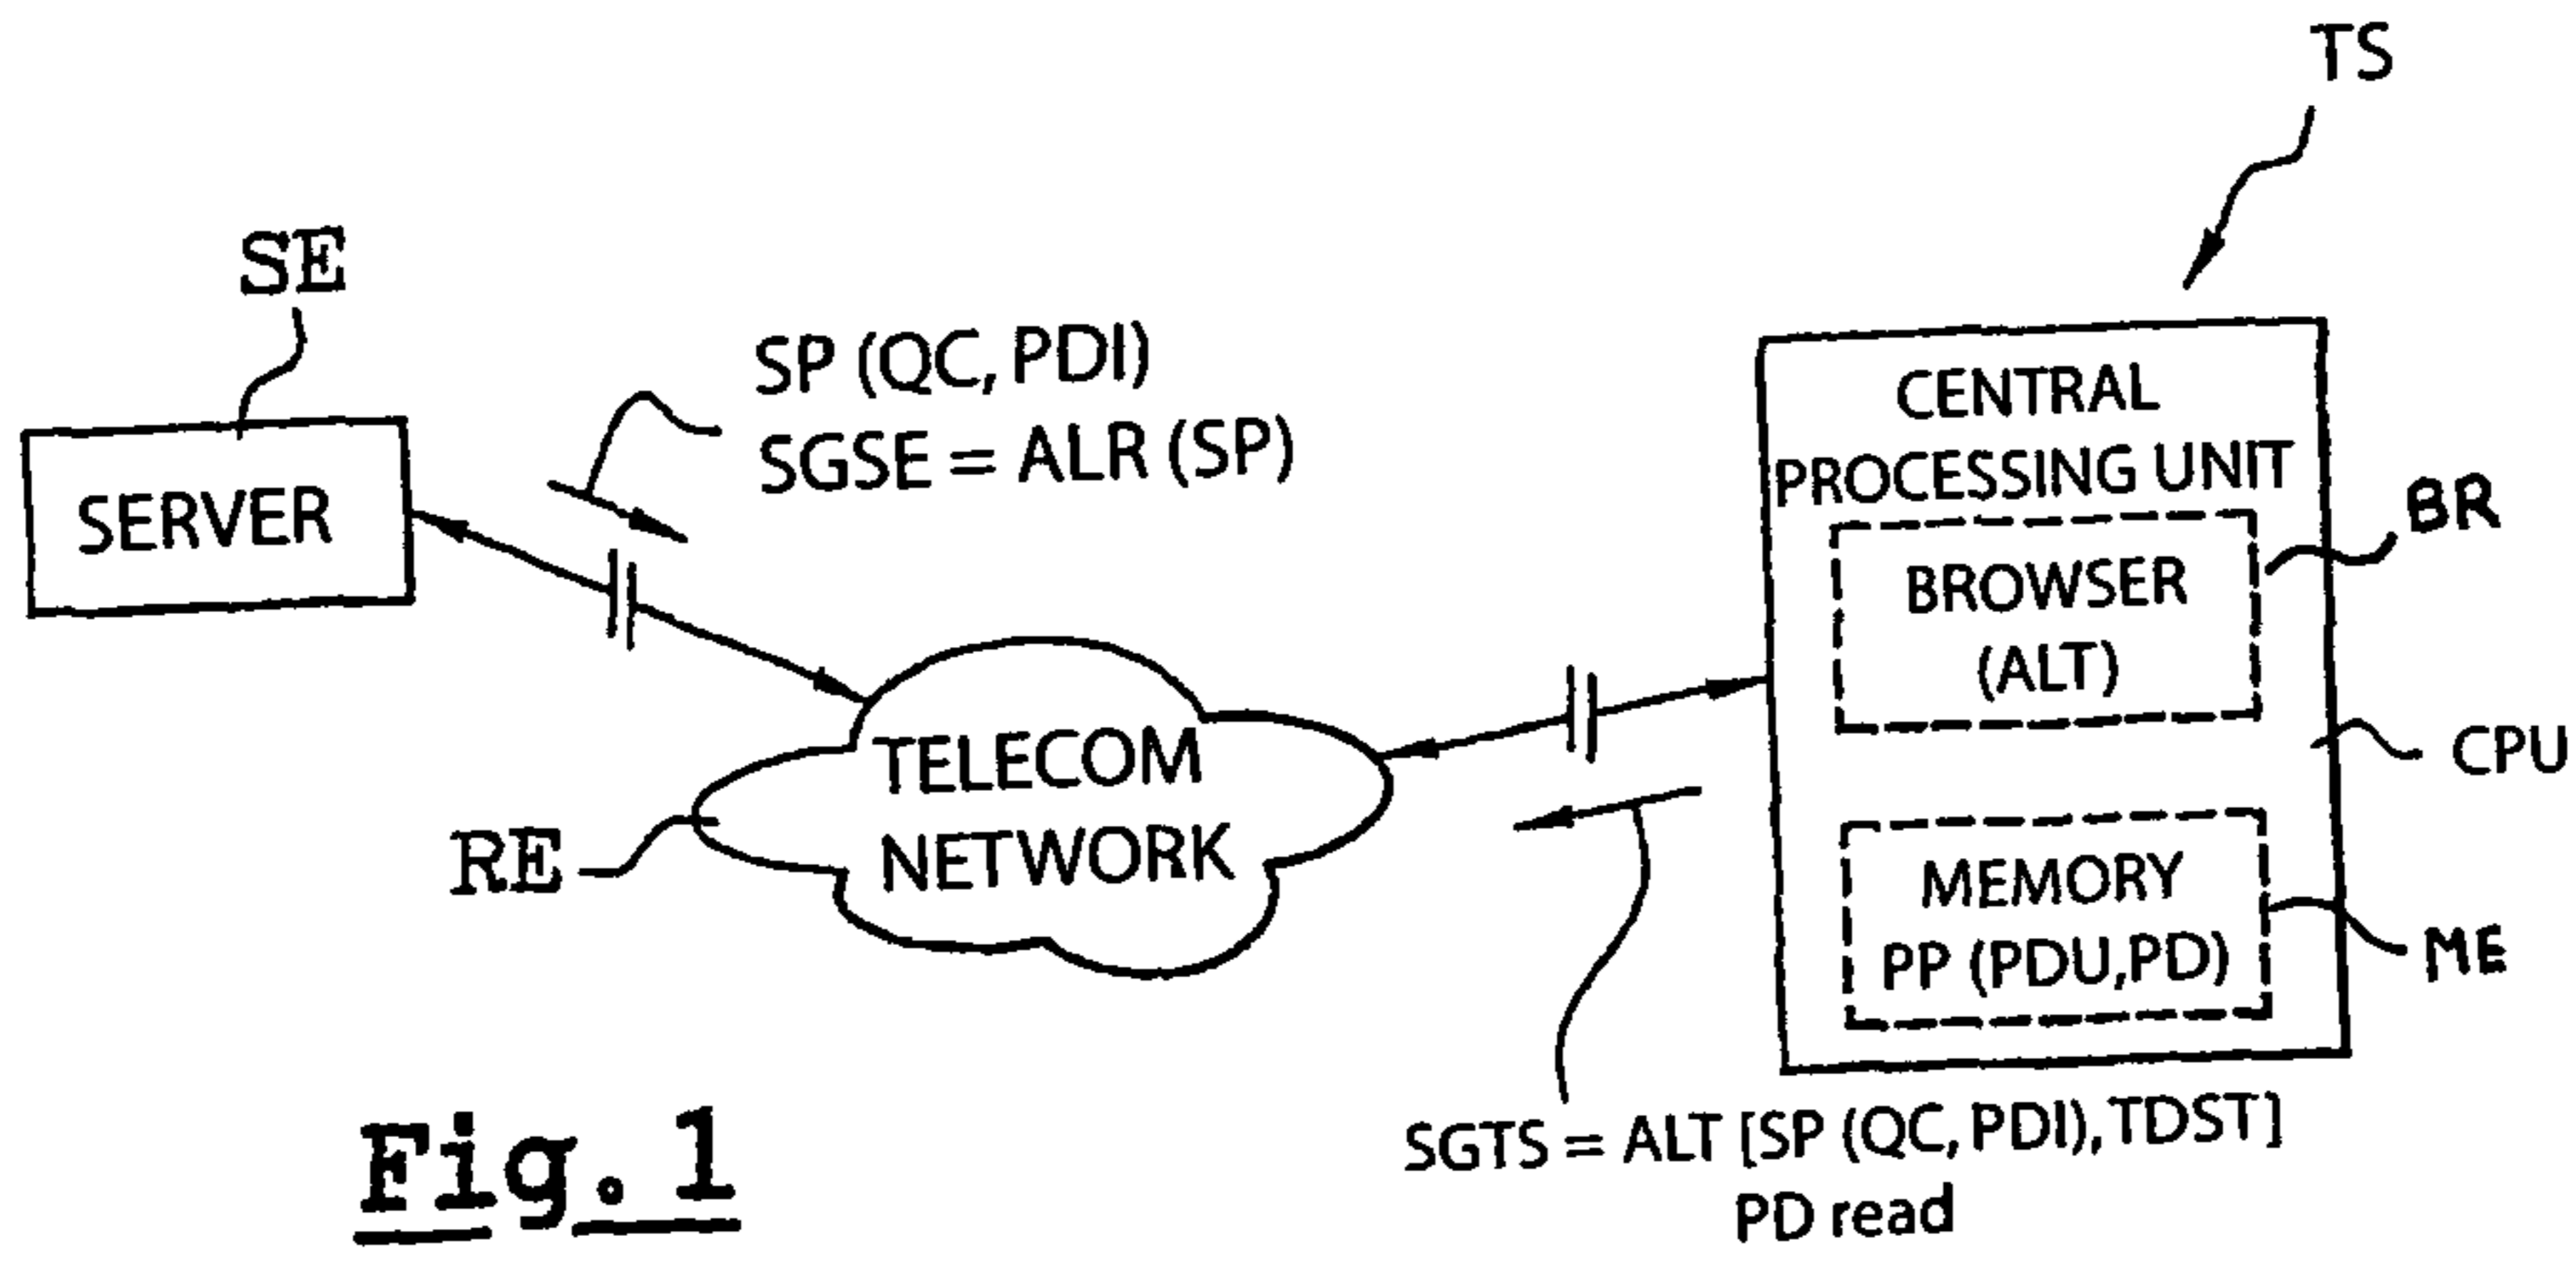 TS
SE
SP (QC, PDI)
SGSE = ALR (SP)
SERVER
CENTRAL
PROCESSING UNIT
BR
BROWSER
(ALT)
CPU
TELECOM
NETWORK
RE
MEMORY
PP (PDU,PD)
ME
SGTS = ALT [SP (QC, PDI), TDST]
PD read
Fig. 1